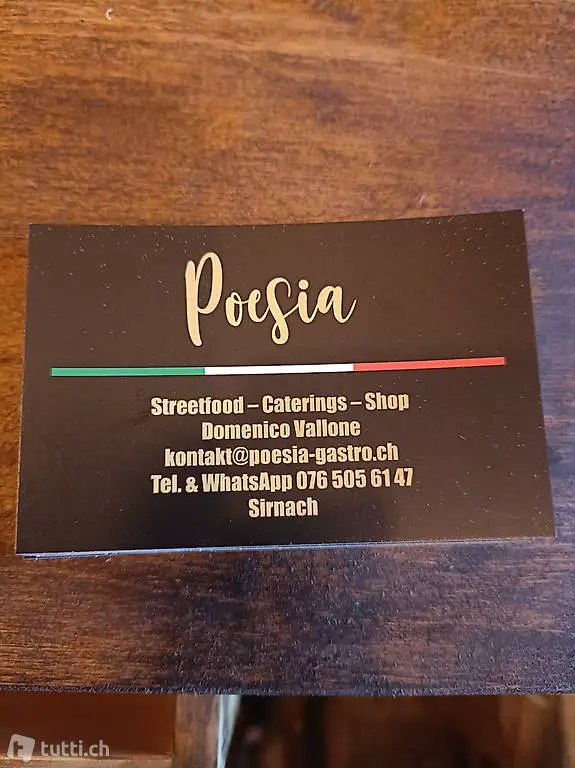 Poesia
Streetfood – Caterings – Shop
Domenico Vallone
kontakt@poesia-gastro.ch
Tel. & WhatsApp 076 505 61 47
Sirnach
tutti.ch